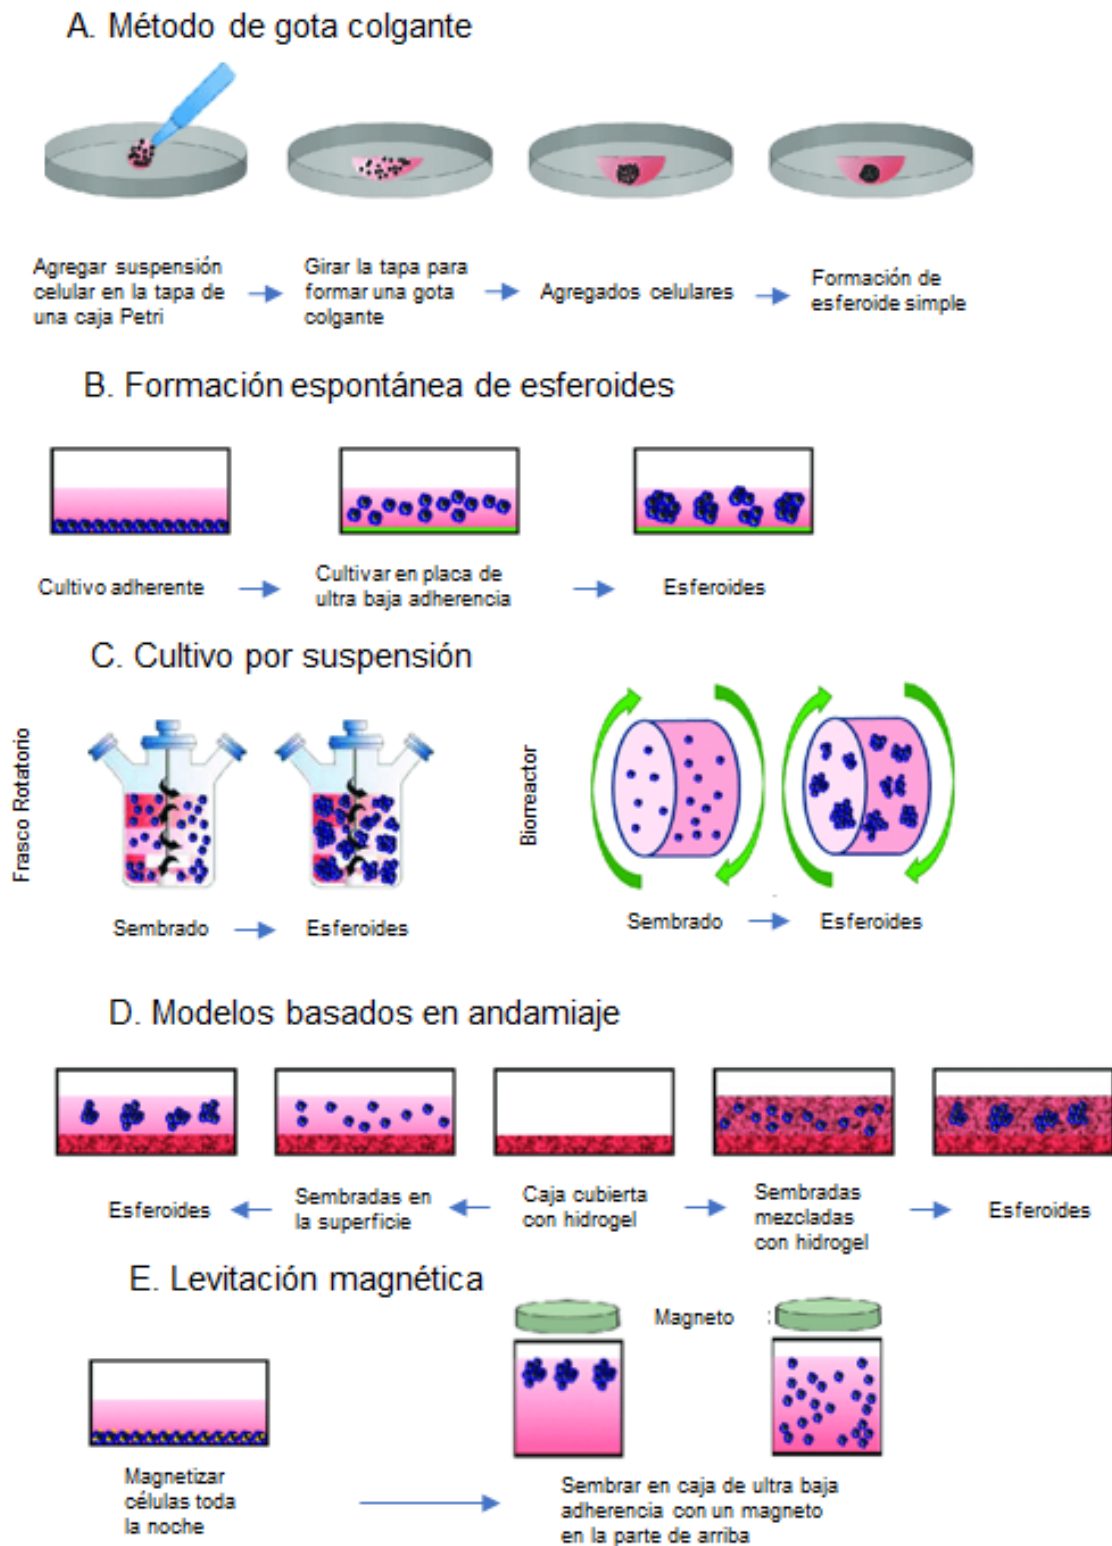 A. Método de gota colgante
Agregar suspensión
celular en la tapa de
una caja Petri
Girar la tapa para
formar una gota
colgante
Agregados celulares
Formación de
esferoide simple
B. Formación espontánea de esferoides
Cultivo adherente
Cultivar en placa de
ultra baja adherencia
Esferoides
C. Cultivo por suspensión
Frasco Rotatorio
Biorreactor
Sembrado
Esferoides
Sembrado
Esferoides
D. Modelos basados en andamiaje
Esferoides
Sembradas en
la superficie
Caja cubierta
con hidrogel
Sembradas
mezcladas
con hidrogel
Esferoides
E. Levitación magnética
Magneto
Magnetizar
células toda
la noche
Sembrar en caja de ultra baja
adherencia con un magneto
en la parte de arriba